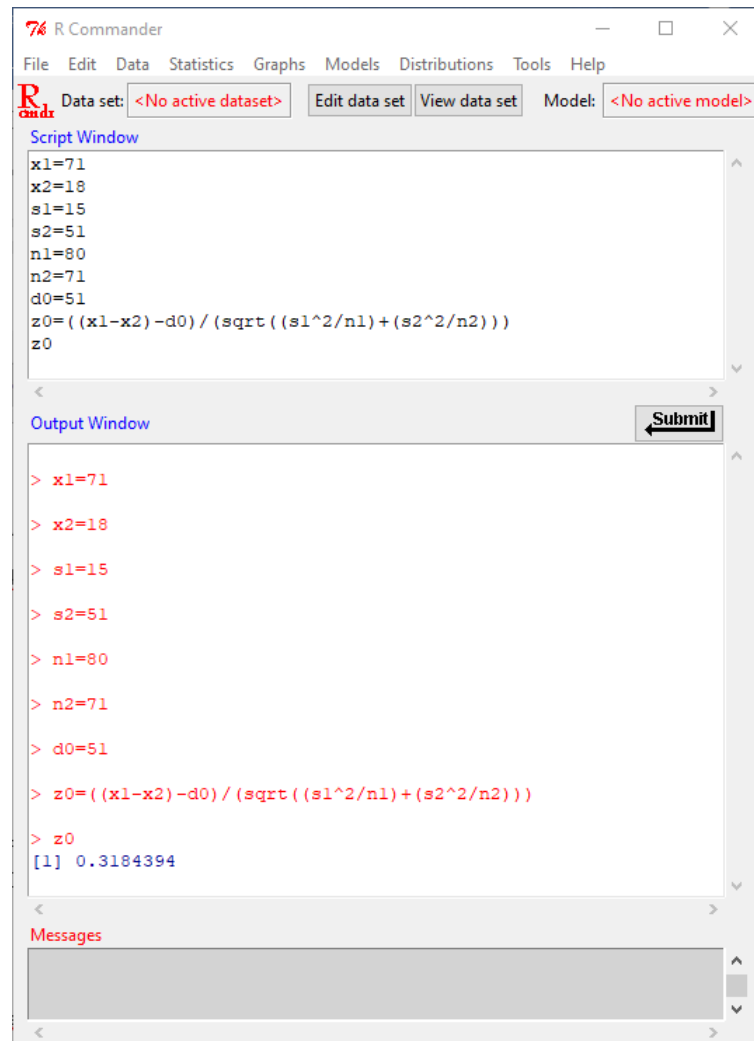 R Commander
File Edit Data Statistics Graphs Models Distributions Tools Help
R cmdr Data set: <No active dataset> Edit data set View data set Model: <No active model>
Script Window
x1=71
x2=18
s1=15
s2=51
n1=80
n2=71
d0=51
z0=((x1-x2)-d0)/(sqrt((s1^2/n1)+(s2^2/n2)))
z0
Output Window
Submit
> x1=71
> x2=18
> s1=15
> s2=51
> n1=80
> n2=71
> d0=51
> z0=((x1-x2)-d0)/(sqrt((s1^2/n1)+(s2^2/n2)))
> z0
[1] 0.3184394
Messages